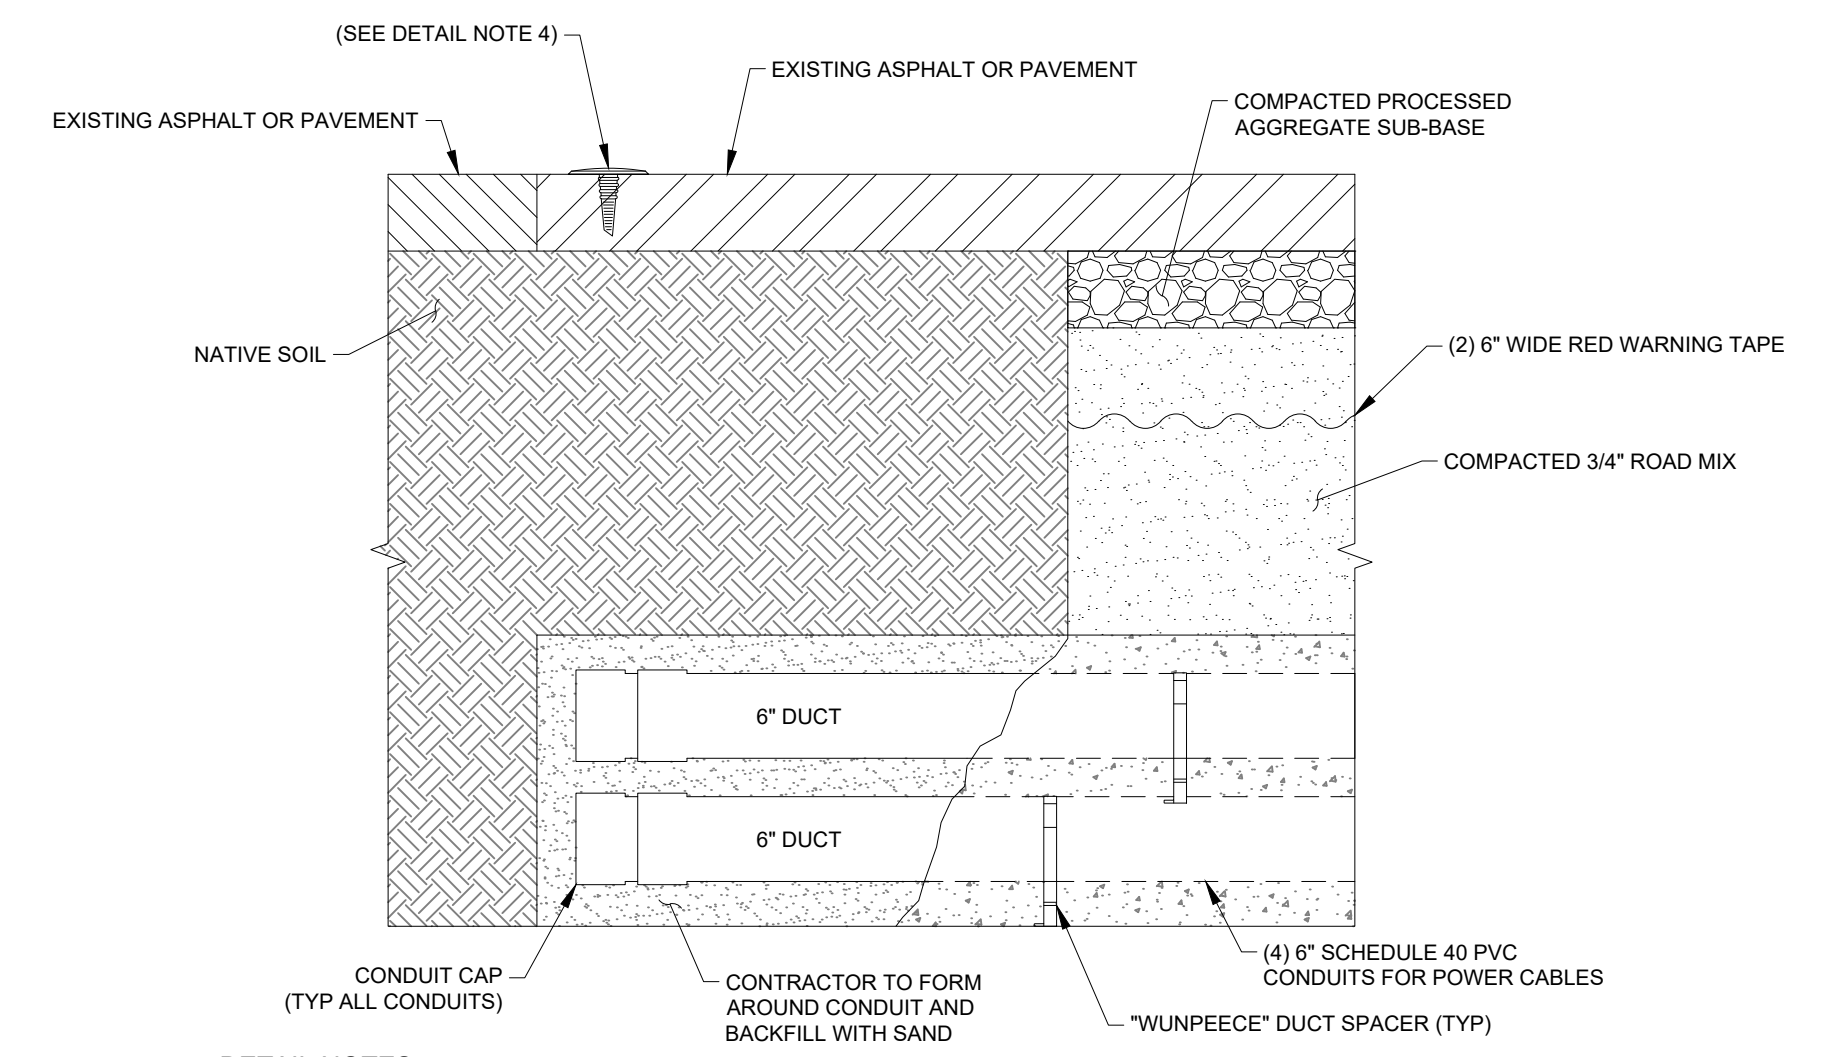 (SEE DETAIL NOTE 4)
EXISTING ASPHALT OR PAVEMENT
COMPACTED PROCESSED
AGGREGATE SUB-BASE
EXISTING ASPHALT OR PAVEMENT
NATIVE SOIL
(2) 6" WIDE RED WARNING TAPE
COMPACTED 3/4" ROAD MIX
6" DUCT
6" DUCT
CONDUIT CAP
(TYP ALL CONDUITS)
CONTRACTOR TO FORM
AROUND CONDUIT AND
BACKFILL WITH SAND
(4) 6" SCHEDULE 40 PVC
CONDUITS FOR POWER CABLES
"WUNPEECE" DUCT SPACER (TYP)